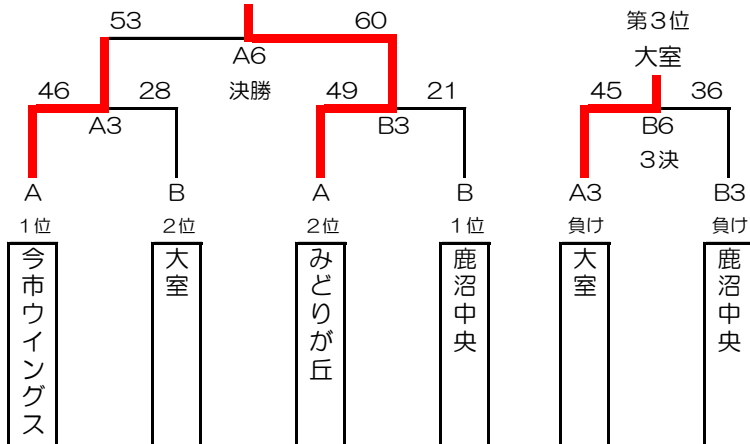 53 60 第3位
A6 大室
46 28 決勝 49 21 45 36
A3 B3 B6
3決
A B A B A3 B3
1位 2位 2位 1位 負け 負け
今市ウイングス
大室
みどりが丘
鹿沼中央
大室
鹿沼中央